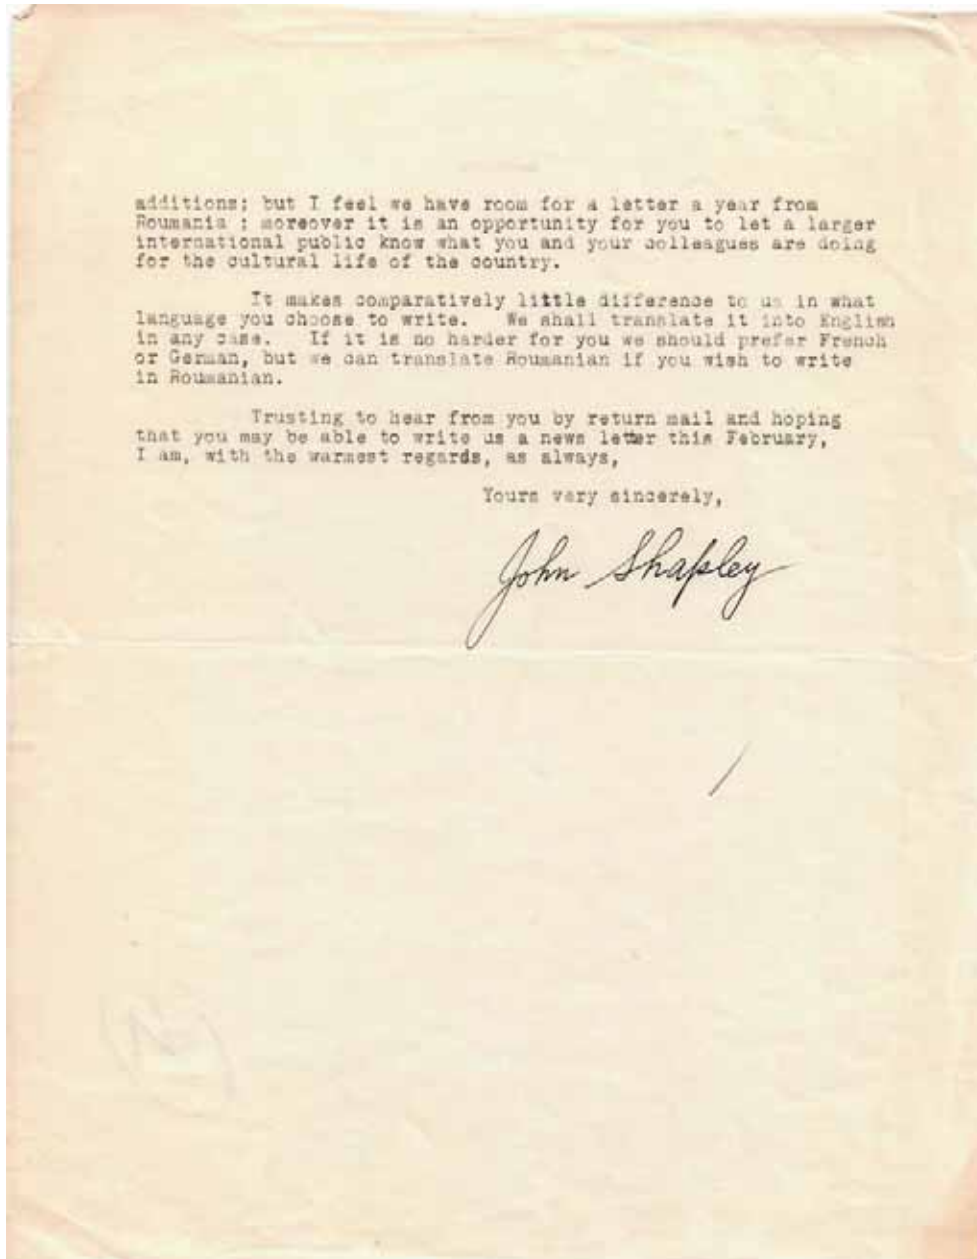 additions; but I feel we have room for a letter a year from
Roumania ; moreover it is an opportunity for you to let a larger
international public know what you and your colleagues are doing
for the cultural life of the country.
It makes comparatively little difference to us in what
language you choose to write. We shall translate it into English
in any case. If it is no harder for you we should prefer French
or German, but we can translate Roumanian if you wish to write
in Roumanian.
Trusting to hear from you by return mail and hoping
that you may be able to write us a news letter this February,
I am, with the warmest regards, as always,
Yours very sincerely,
John Shapley